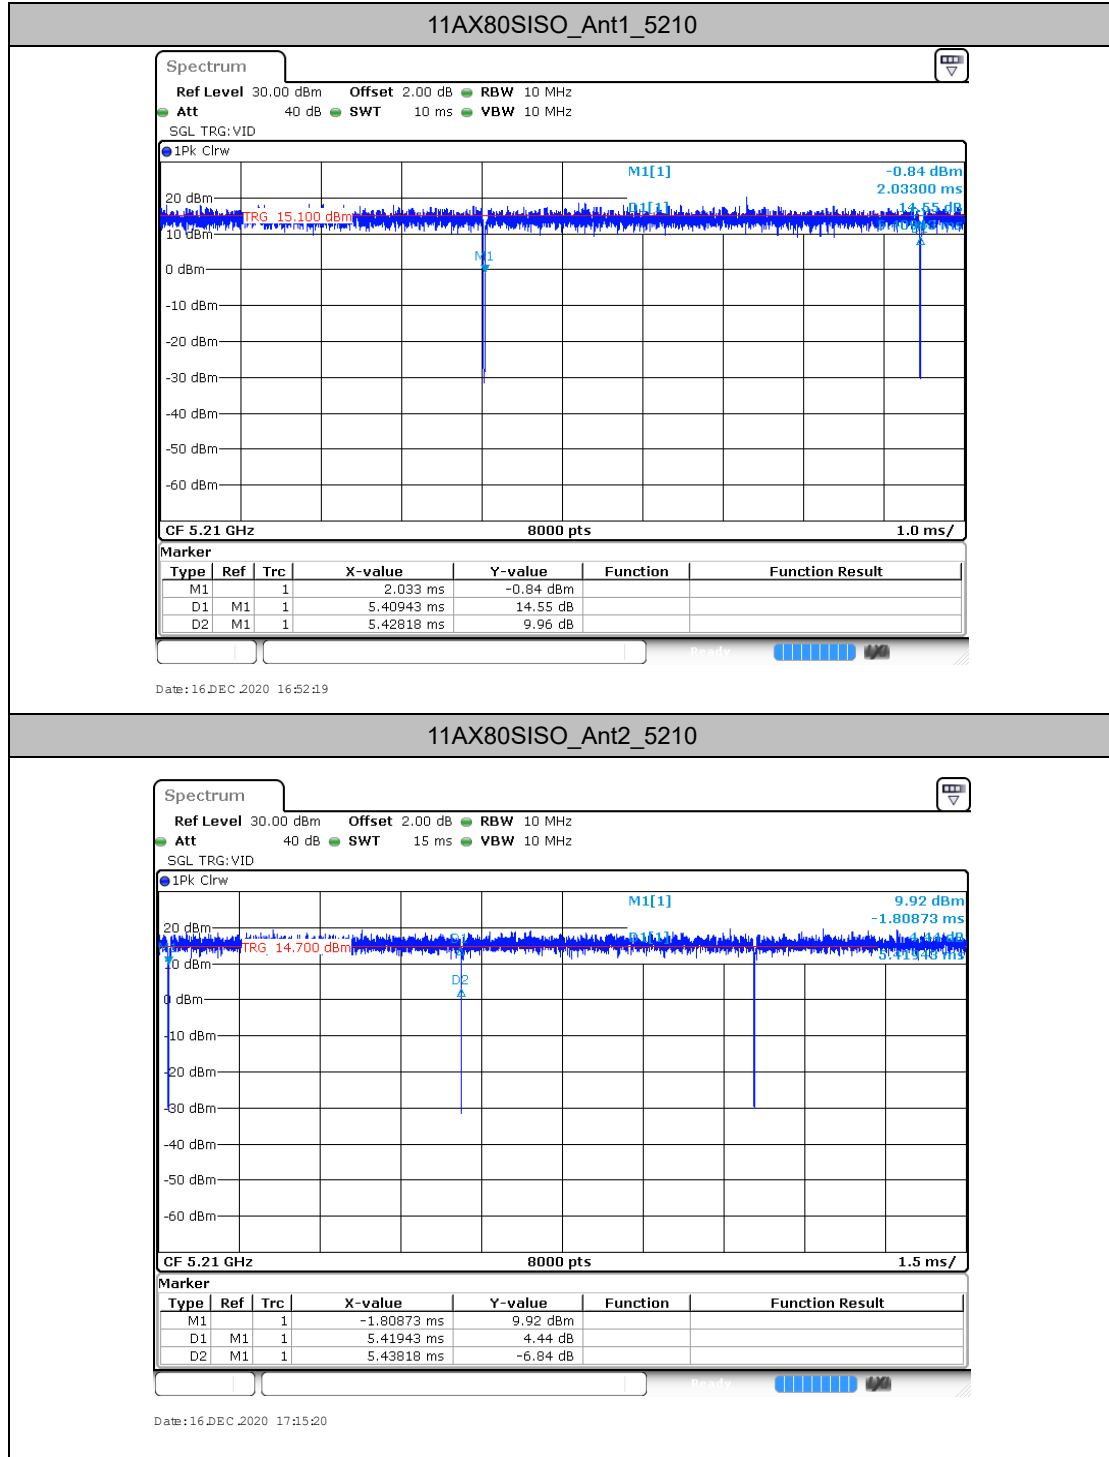 11AX80SISO_Ant1_5210
Spectrum
Ref Level 30.00 dBm Offset 2.00 dB RBW 10 MHz
Att 40 dB SWT 10 ms VBW 10 MHz
SGL TRG:VID
1Pk Clrw
M1[1] -0.84 dBm
2.03300 ms
20 dBm
D1[1] 14.55 dB
TRG 15.100 dBm
10 dBm
M1
0 dBm
-10 dBm
-20 dBm
-30 dBm
-40 dBm
-50 dBm
-60 dBm
CF 5.21 GHz 8000 pts 1.0 ms/
Marker
Type Ref Trc X-value Y-value Function Function Result
M1 1 2.033 ms -0.84 dBm
D1 M1 1 5.40943 ms 14.55 dB
D2 M1 1 5.42818 ms 9.96 dB
Ready
Date:16.DEC.2020 16:52:19
11AX80SISO_Ant2_5210
Spectrum
Ref Level 30.00 dBm Offset 2.00 dB RBW 10 MHz
Att 40 dB SWT 15 ms VBW 10 MHz
SGL TRG:VID
1Pk Clrw
M1[1] 9.92 dBm
-1.80873 ms
20 dBm
D1[1] 4.44 dB
TRG 14.700 dBm
5.41943 ms
10 dBm
D2
0 dBm
-10 dBm
-20 dBm
-30 dBm
-40 dBm
-50 dBm
-60 dBm
CF 5.21 GHz 8000 pts 1.5 ms/
Marker
Type Ref Trc X-value Y-value Function Function Result
M1 1 -1.80873 ms 9.92 dBm
D1 M1 1 5.41943 ms 4.44 dB
D2 M1 1 5.43818 ms -6.84 dB
Ready
Date:16.DEC.2020 17:15:20